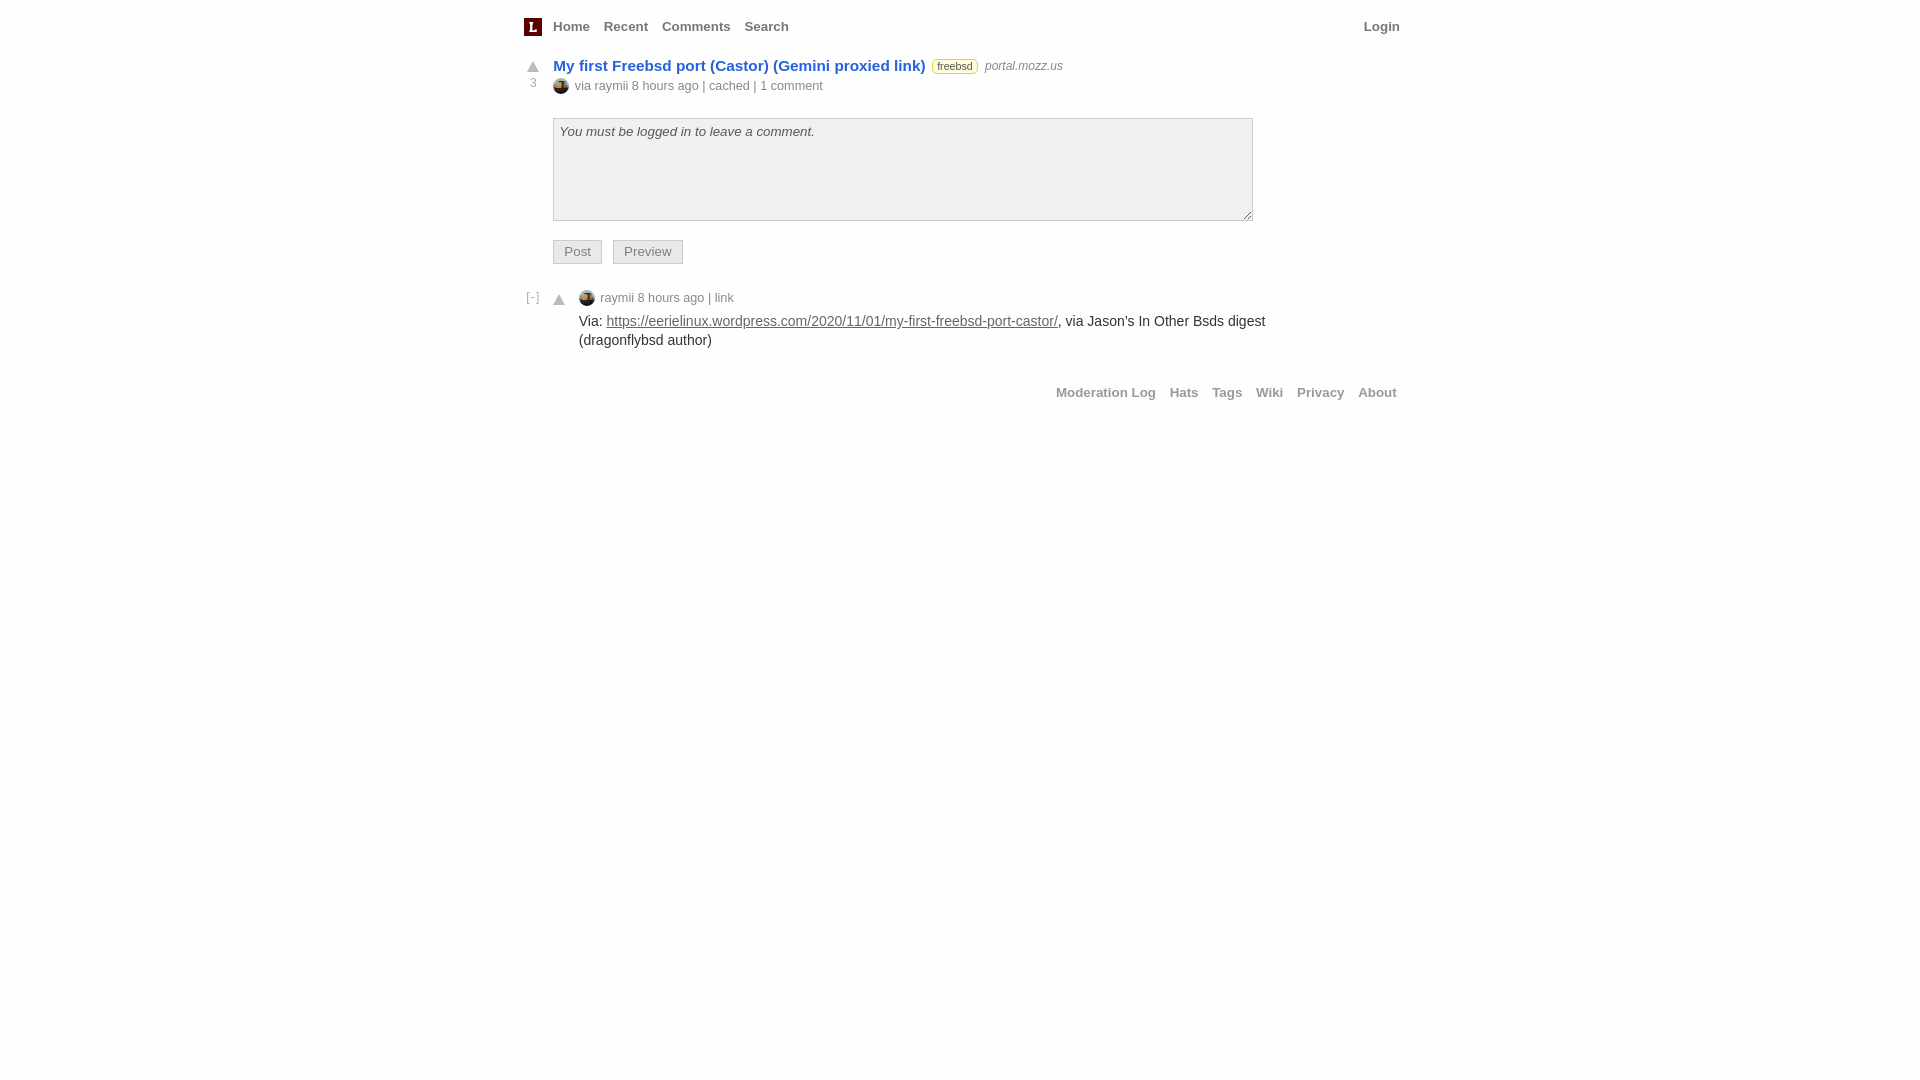 L Home Recent Comments Search Login
My first Freebsd port (Castor) (Gemini proxied link) freebsd portal.mozz.us
3
via raymii 8 hours ago | cached | 1 comment
You must be logged in to leave a comment.
Post Preview
[-] raymii 8 hours ago | link
Via: https://eerielinux.wordpress.com/2020/11/01/my-first-freebsd-port-castor/, via Jason’s In Other Bsds digest
(dragonflybsd author)
Moderation Log Hats Tags Wiki Privacy About